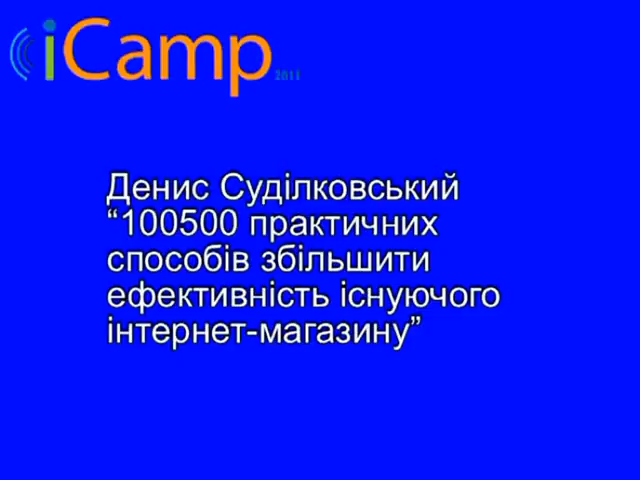 iCamp 2011
Денис Суділковський
“100500 практичних
способів збільшити
ефективність існуючого
інтернет-магазину”